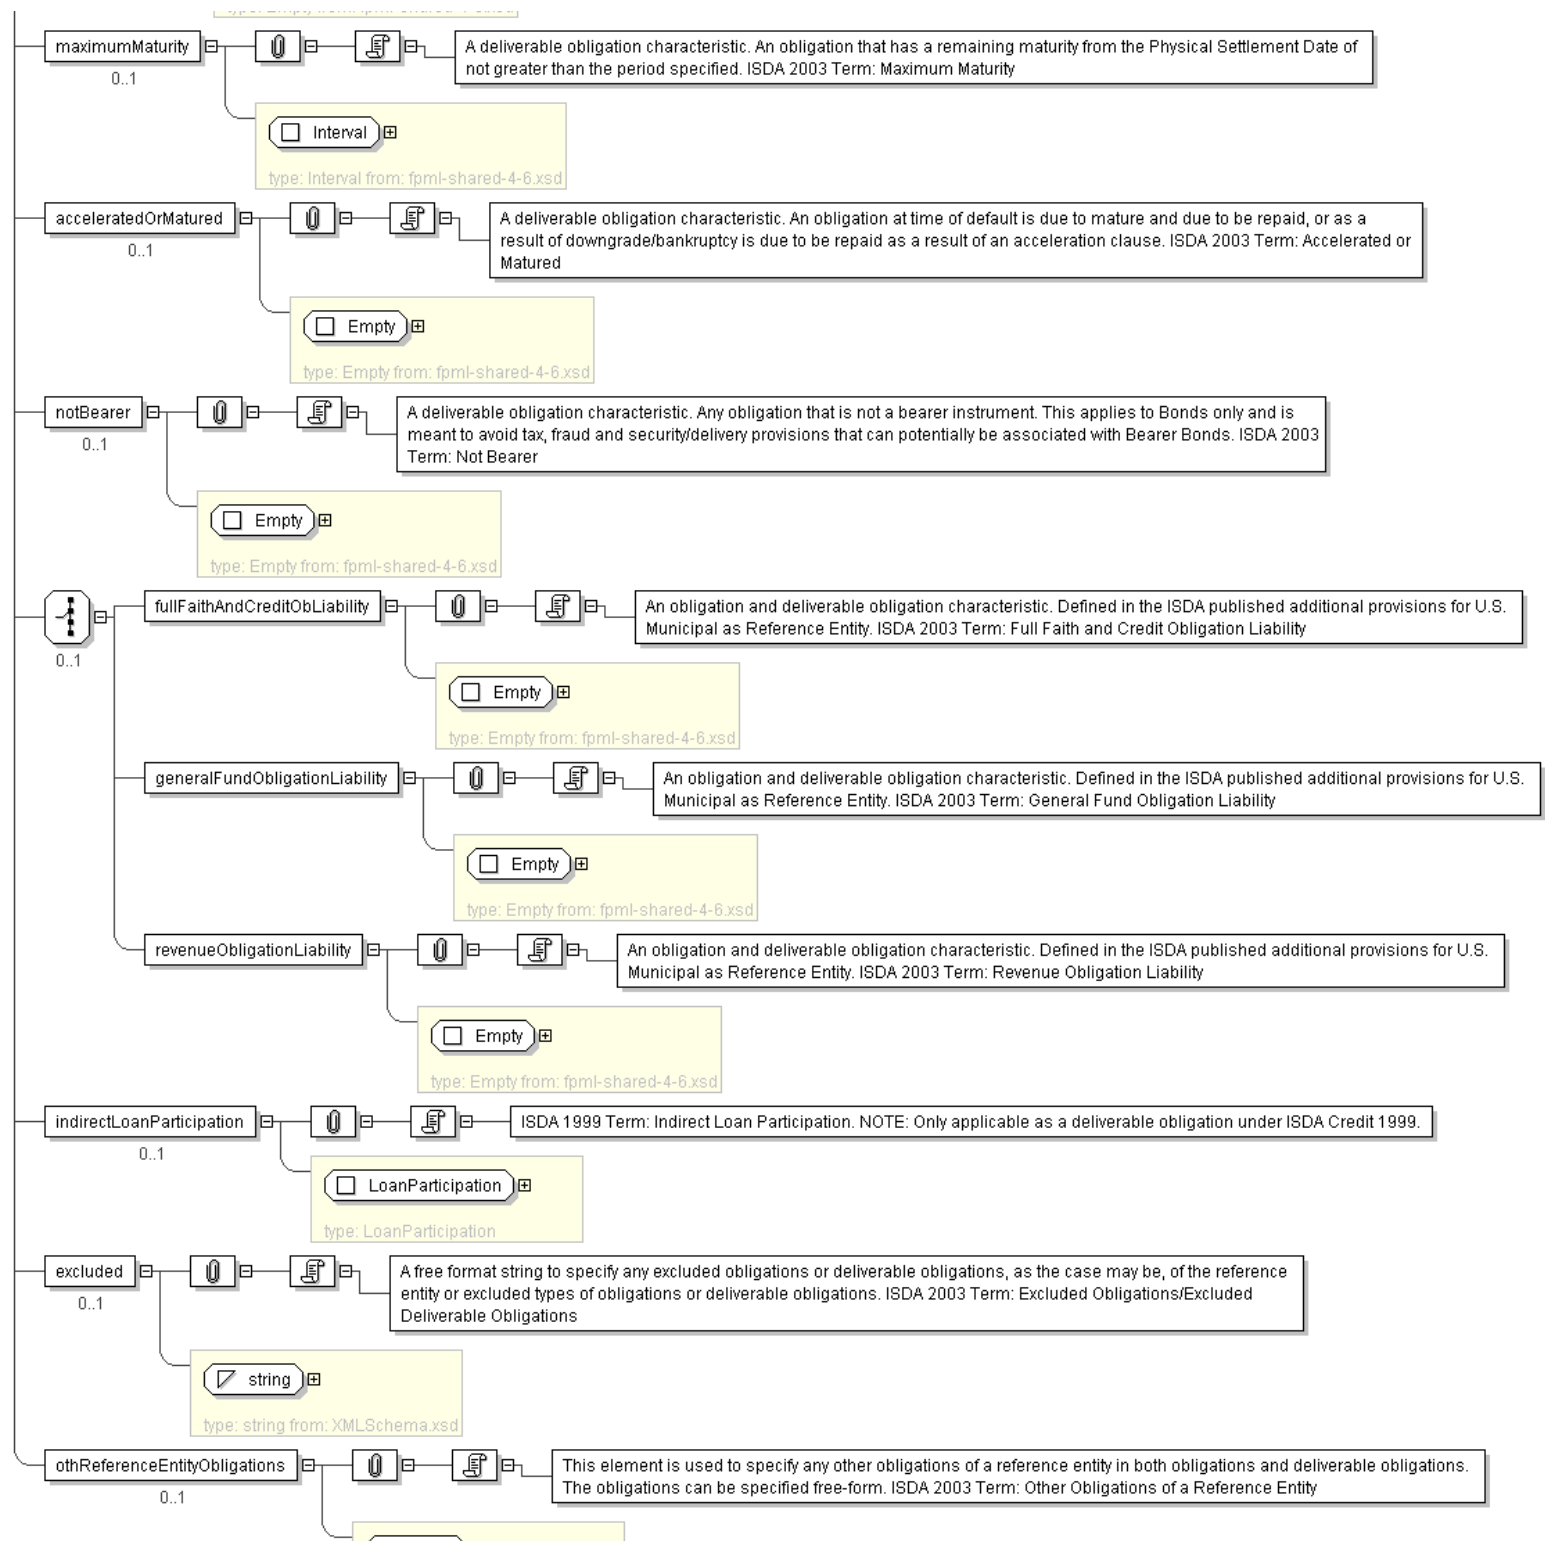 maximumMaturity
0..1
A deliverable obligation characteristic. An obligation that has a remaining maturity from the Physical Settlement Date of
not greater than the period specified. ISDA 2003 Term: Maximum Maturity
Interval
type: Interval from: fpml-shared-4-6.xsd
acceleratedOrMatured
0..1
A deliverable obligation characteristic. An obligation at time of default is due to mature and due to be repaid, or as a
result of downgrade/bankruptcy is due to be repaid as a result of an acceleration clause. ISDA 2003 Term: Accelerated or
Matured
Empty
type: Empty from: fpml-shared-4-6.xsd
notBearer
0..1
A deliverable obligation characteristic. Any obligation that is not a bearer instrument. This applies to Bonds only and is
meant to avoid tax, fraud and security/delivery provisions that can potentially be associated with Bearer Bonds. ISDA 2003
Term: Not Bearer
Empty
type: Empty from: fpml-shared-4-6.xsd
0..1
fullFaithAndCreditObLiability
An obligation and deliverable obligation characteristic. Defined in the ISDA published additional provisions for U.S.
Municipal as Reference Entity. ISDA 2003 Term: Full Faith and Credit Obligation Liability
Empty
type: Empty from: fpml-shared-4-6.xsd
generalFundObligationLiability
An obligation and deliverable obligation characteristic. Defined in the ISDA published additional provisions for U.S.
Municipal as Reference Entity. ISDA 2003 Term: General Fund Obligation Liability
Empty
type: Empty from: fpml-shared-4-6.xsd
revenueObligationLiability
An obligation and deliverable obligation characteristic. Defined in the ISDA published additional provisions for U.S.
Municipal as Reference Entity. ISDA 2003 Term: Revenue Obligation Liability
Empty
type: Empty from: fpml-shared-4-6.xsd
indirectLoanParticipation
0..1
ISDA 1999 Term: Indirect Loan Participation. NOTE: Only applicable as a deliverable obligation under ISDA Credit 1999.
LoanParticipation
type: LoanParticipation
excluded
0..1
A free format string to specify any excluded obligations or deliverable obligations, as the case may be, of the reference
entity or excluded types of obligations or deliverable obligations. ISDA 2003 Term: Excluded Obligations/Excluded
Deliverable Obligations
string
type: string from: XMLSchema.xsd
othReferenceEntityObligations
0..1
This element is used to specify any other obligations of a reference entity in both obligations and deliverable obligations.
The obligations can be specified free-form. ISDA 2003 Term: Other Obligations of a Reference Entity